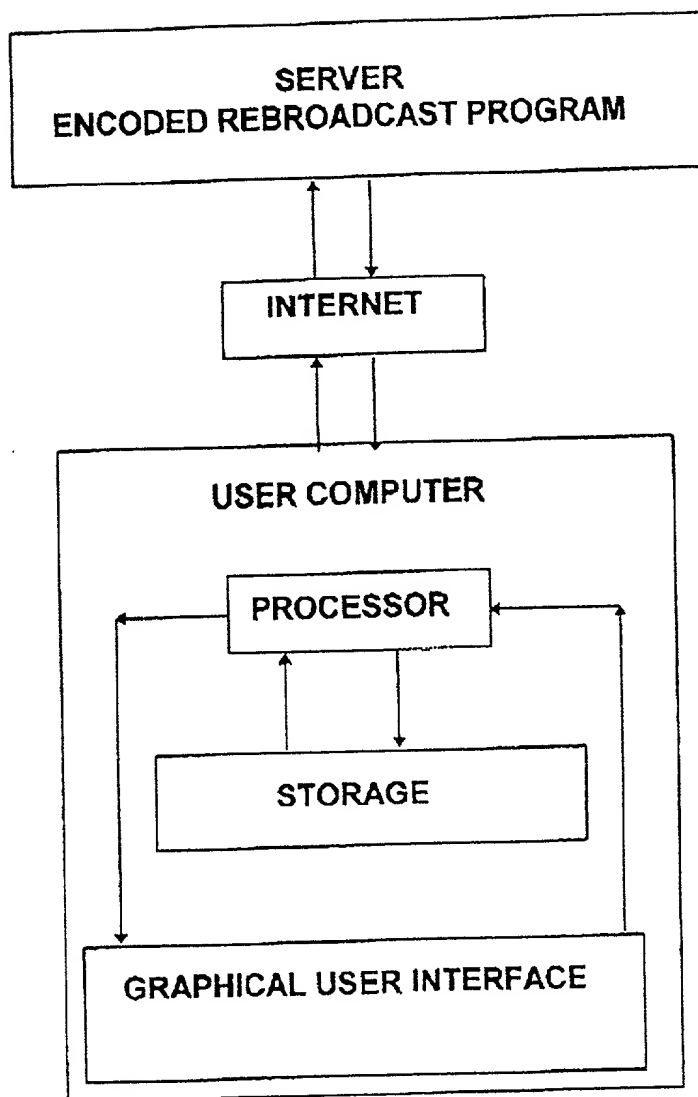 SERVER
ENCODED REBROADCAST PROGRAM
INTERNET
USER COMPUTER
PROCESSOR
STORAGE
GRAPHICAL USER INTERFACE